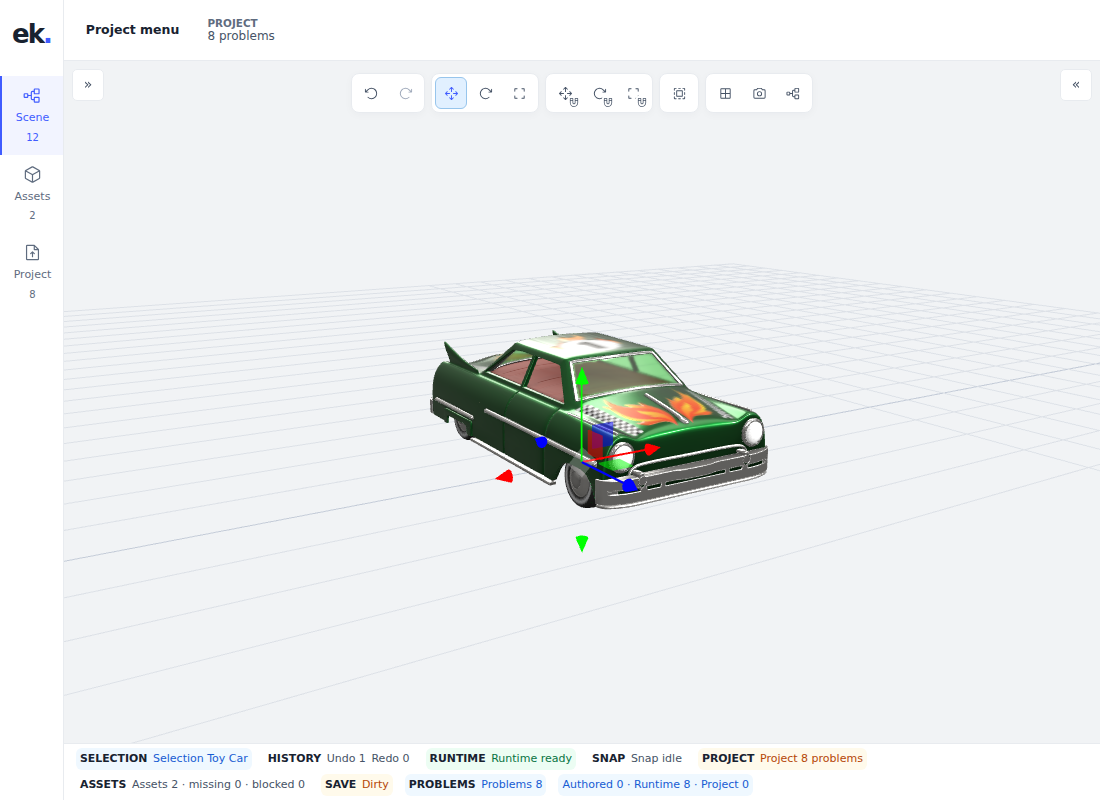 ek.
Project menu
PROJECT
8 problems
Scene
12
Assets
2
Project
8
SELECTION Selection Toy Car HISTORY Undo 1 Redo 0 RUNTIME Runtime ready SNAP Snap idle PROJECT Project 8 problems
ASSETS Assets 2 · missing 0 · blocked 0 SAVE Dirty PROBLEMS Problems 8 Authored 0 · Runtime 8 · Project 0